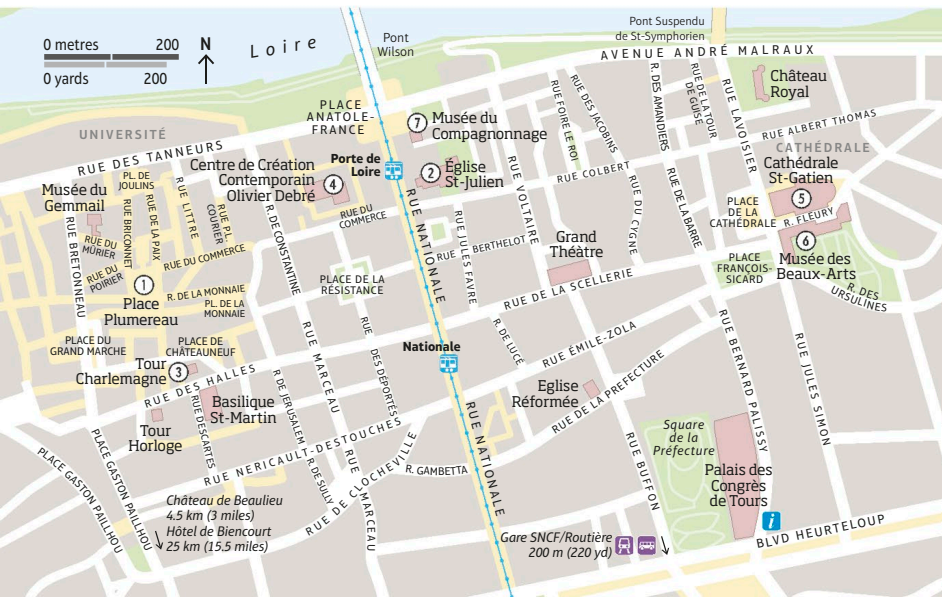 0 metres 200
0 yards 200
N
Loire
Pont
Wilson
Pont Suspendu
de St-Symphorien
AVENUE ANDRÉ MALRAUX
Château
Royal
R. DES AMANDIERS
RUE DE LA TOUR
DE GUISE
RUE LAVOISIER
RUE ALBERT THOMAS
CATHÉDRALE
Cathédrale
St-Gatien
5
R. FLEURY
PLACE
DE LA
CATHÉDRALE
6
Musée des
Beaux-Arts
PLACE
FRANÇOIS-
SICARD
R. DES
URSULINES
PLACE
ANATOLE-
FRANCE
7
Musée du
Compagnonnage
Porte de
Loire
2
Église
St-Julien
RUE FOIRE LE ROI
RUE DES JACOBINS
RUE COLBERT
RUE VOLTAIRE
RUE DU CYGNE
RUE DE LA BARRE
UNIVERSITÉ
RUE DES TANNEURS
Centre de Création
Contemporain
Olivier Debré
4
Musée du
Gemmail
PL. DE
JOULINS
RUE BRICONNET
RUE DE LA PAIX
RUE LITTRE
RUE P.L.
COURIER
R. DE CONSTANTINE
RUE DU
COMMERCE
RUE NATIONALE
RUE JULES FAVRE
RUE BERTHELOT
Grand
Théâtre
RUE DE LA SCELLERIE
RUE BRETONNEAU
RUE DU
MÛRIER
RUE DU
POIRIER
RUE DU COMMERCE
1
Place
Plumereau
R. DE LA MONNAIE
PL. DE LA
MONNAIE
PLACE DE LA
RÉSISTANCE
PLACE DU
GRAND MARCHE
PLACE DE
CHÂTEAUNEUF
Tour
Charlemagne
3
RUE DES HALLES
RUE MARCEAU
RUE
DES DÉPORTÉS
Nationale
R. DE LUCÉ
RUE ÉMILE-ZOLA
RUE DE LA PREFECTURE
Eglise
Réformée
Basilique
St-Martin
Tour
Horloge
RUE DESCARTES
R DE JERUSALEM
R. DE SULLY
RUE NERICAULT-DESTOUCHES
RUE DE CLOCHEVILLE
R. GAMBETTA
RUE MARCEAU
RUE NATIONALE
PLACE GASTON PAILLHOU
PLACE GASTON PAILLHOU
Château de Beaulieu
4.5 km (3 miles)
Hôtel de Biencourt
25 km (15.5 miles)
RUE BUFFON
Square
de la
Préfecture
RUE BERNARD PALISSY
RUE JULES SIMON
Palais des
Congrès
de Tours
i
BLVD HEURTELOUP
Gare SNCF/Routière
200 m (220 yd)